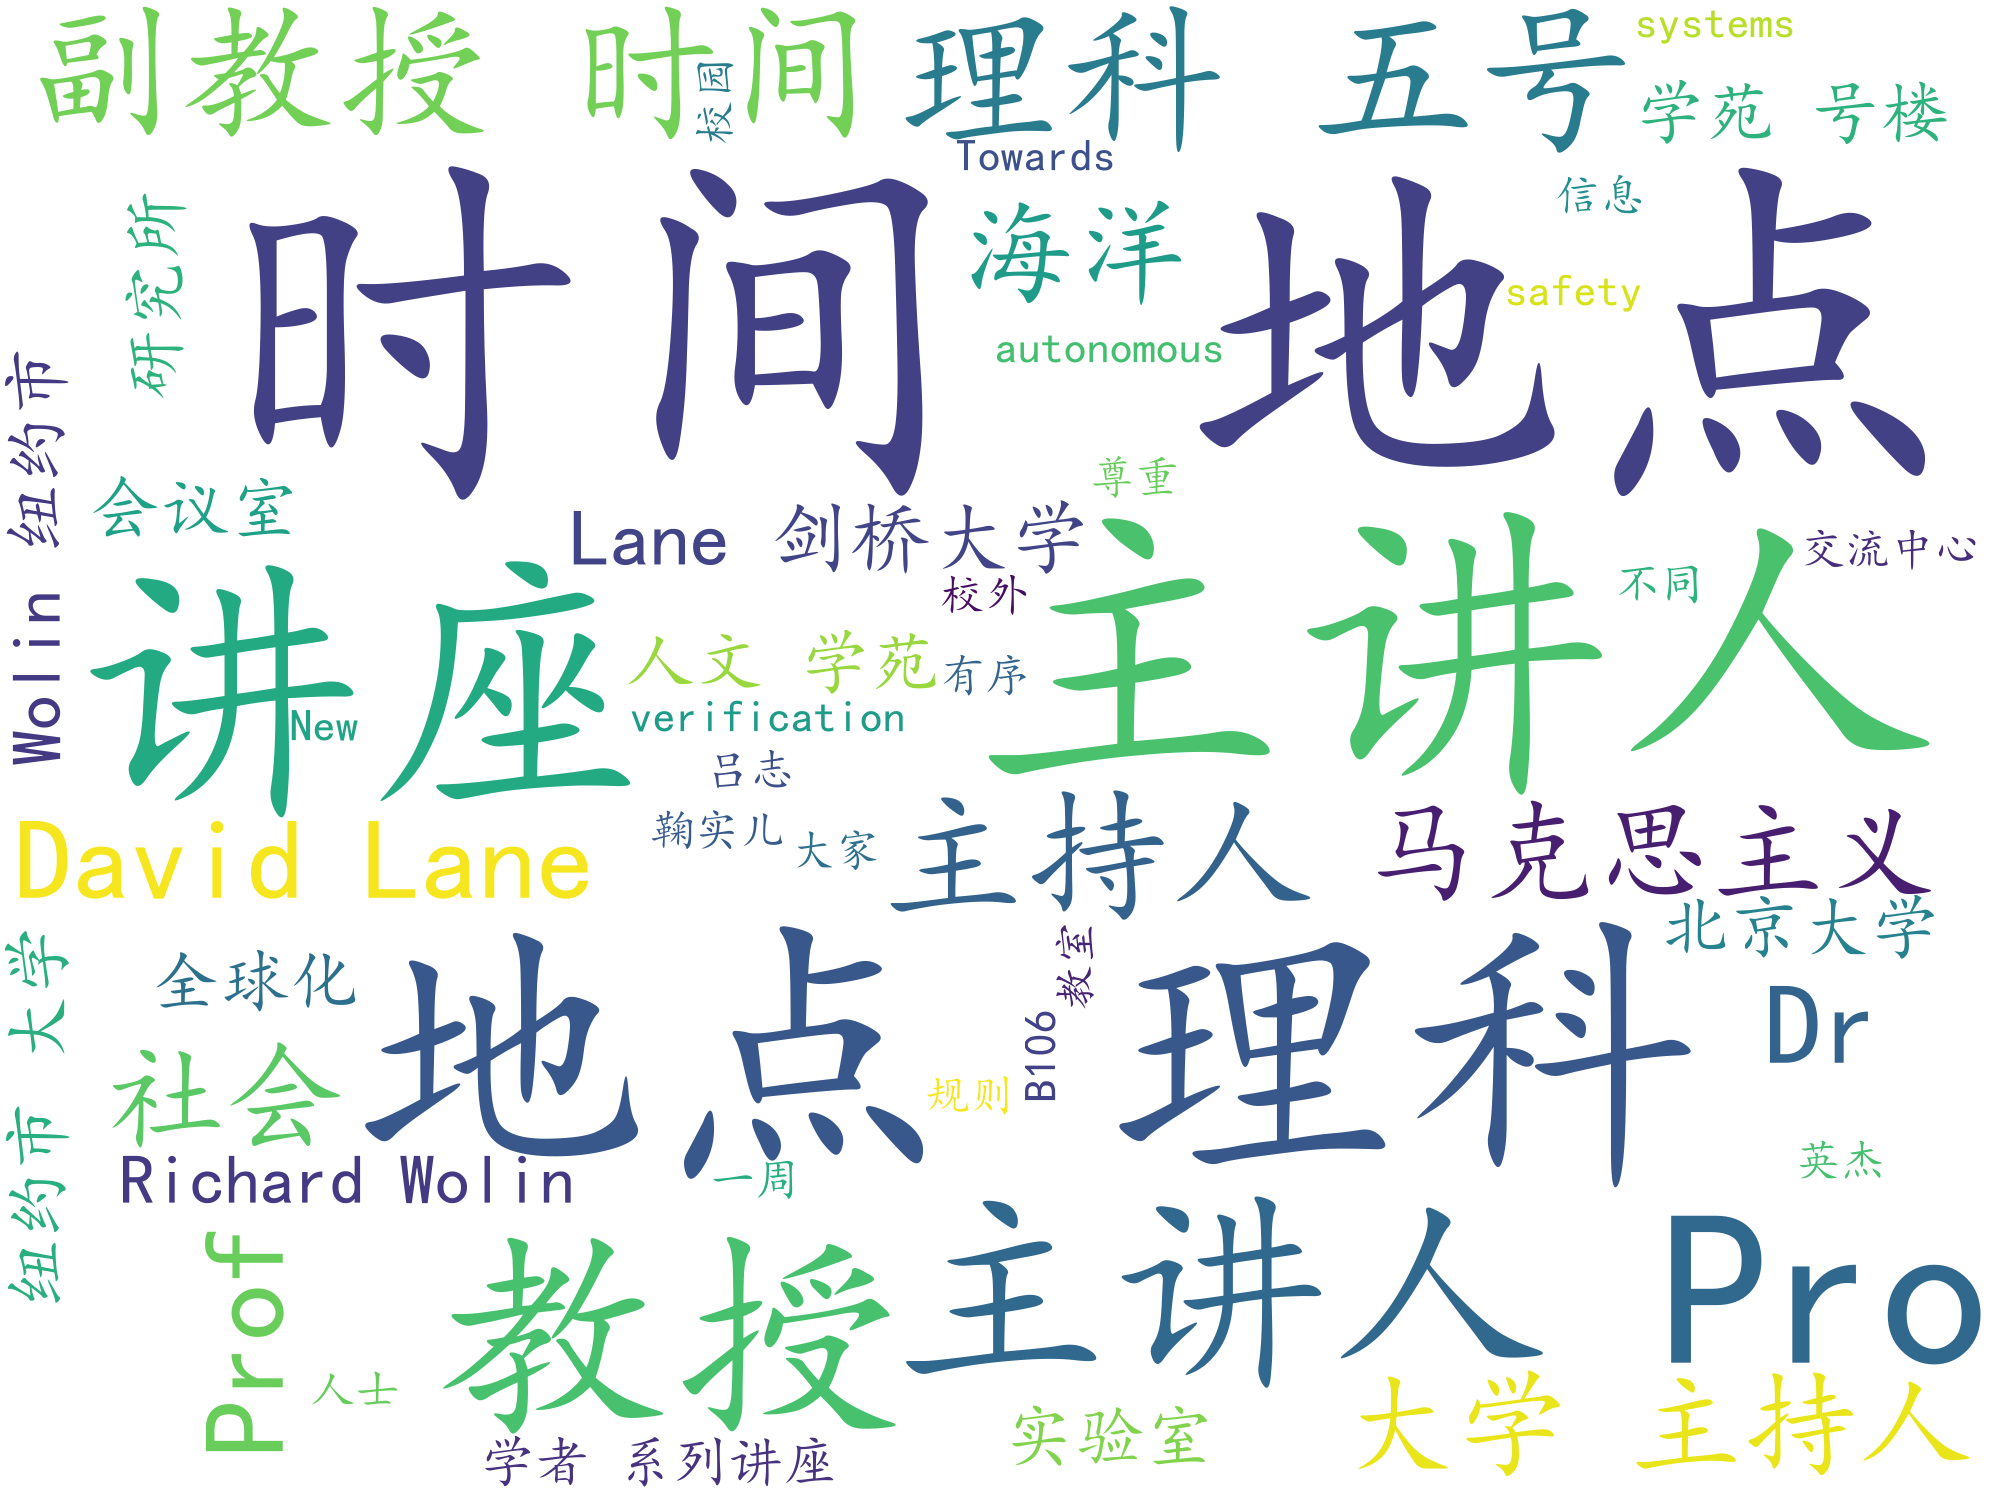 副教授 时间 理科 五号 systems
校园
学苑 号楼
Towards
时间 地点
信息
海洋
研究所
safety
autonomous
纽约市
尊重
会议室
Lane 剑桥大学
交流中心
讲座 主讲人
校外
不同
Wolin
人文 学苑
有序
New
verification
吕志
鞠实儿
大家
主持人
马克思主义
David Lane
北京大学
大学
全球化
地点 理科
教室
Dr
B106
社会
规则
纽约市
Richard Wolin
一周
英杰
Prof
教授
主讲人
Pro
人士
实验室
大学 主持人
学者 系列讲座